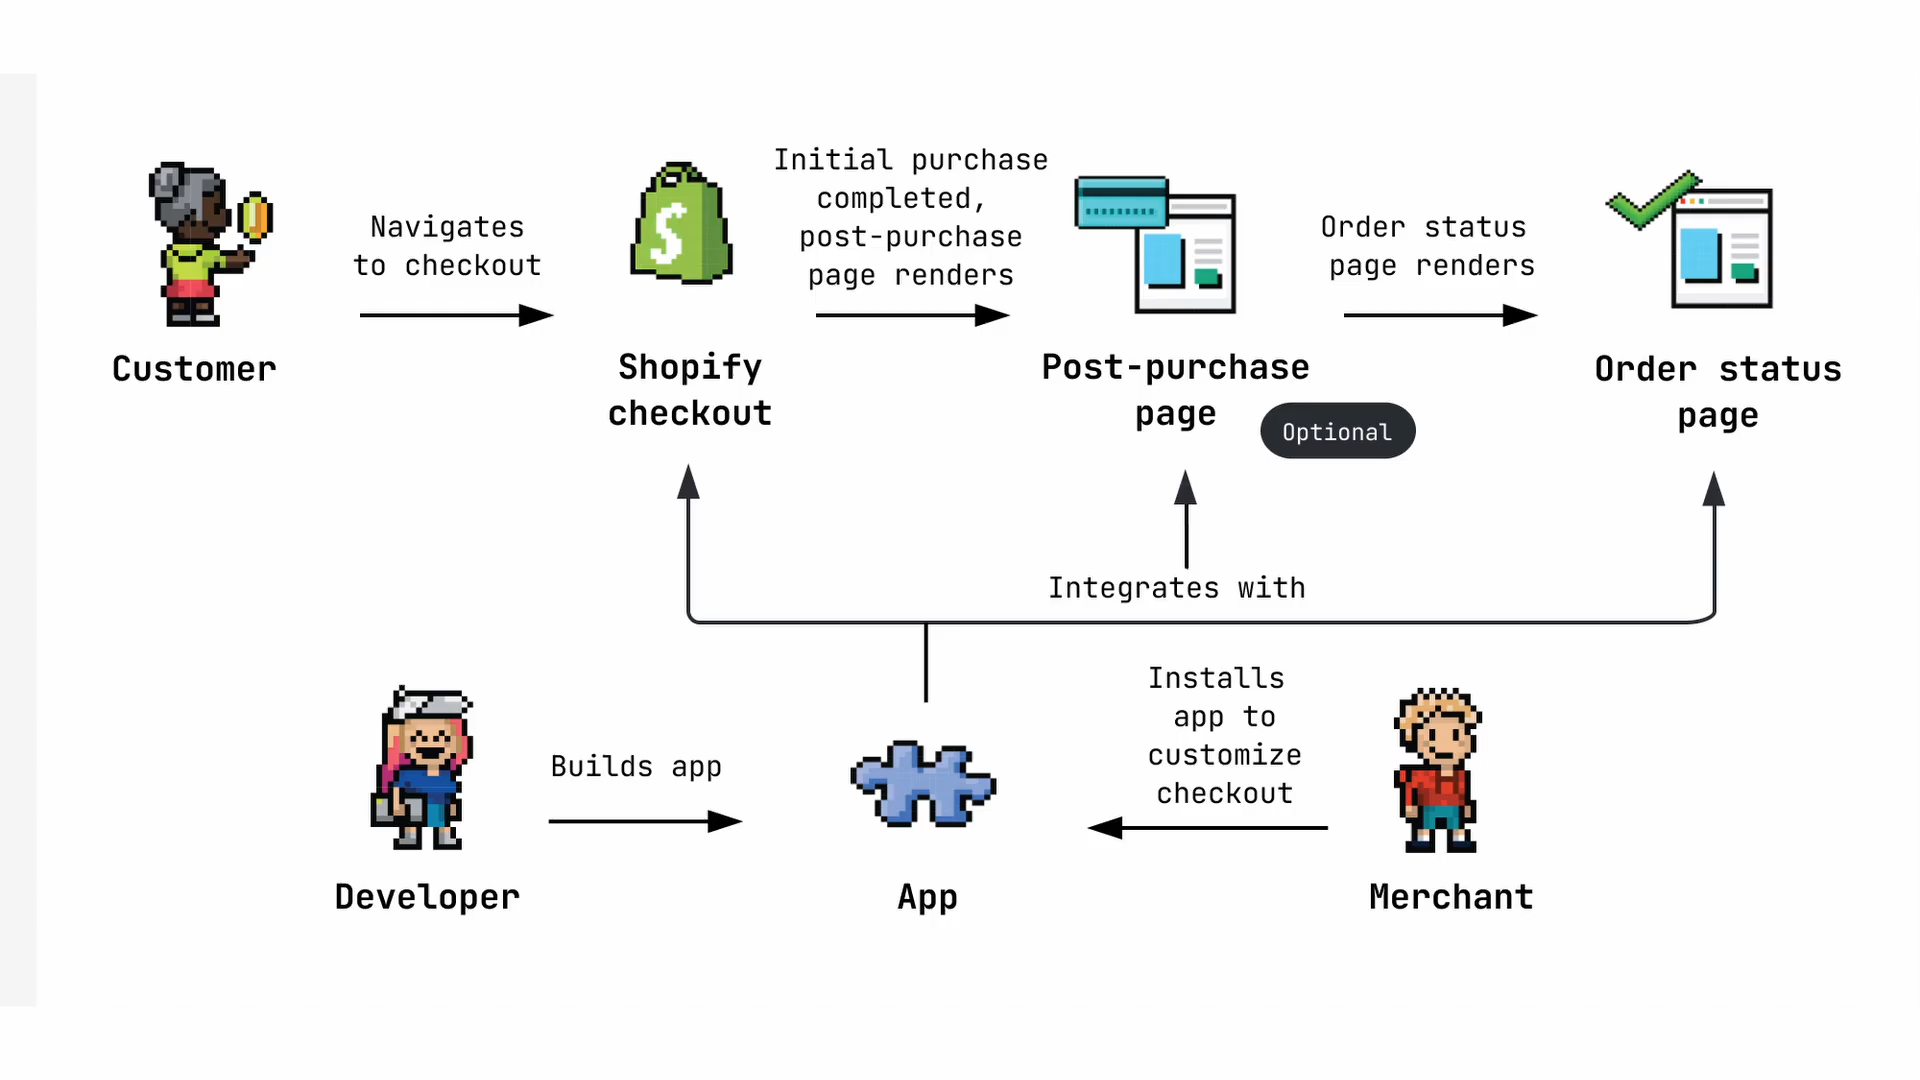 Navigates
to checkout
Initial purchase
completed,
post-purchase
page renders
Order status
page renders
Customer
Shopify
checkout
Post-purchase
page
Optional
Order status
page
Integrates with
Builds app
Installs
app to
customize
checkout
Developer
App
Merchant